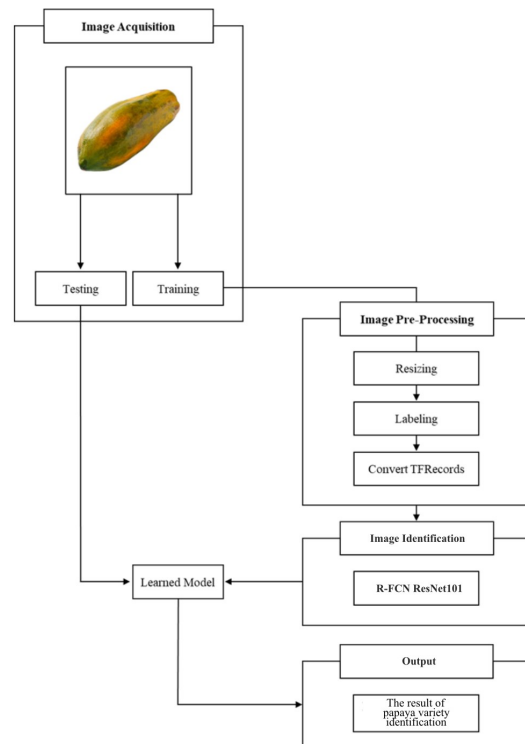 Image Acquisition
Testing
Training
Image Pre-Processing
Resizing
Labeling
Convert TFRecords
Image Identification
R-FCN ResNet101
Learned Model
Output
The result of
papaya variety
identification